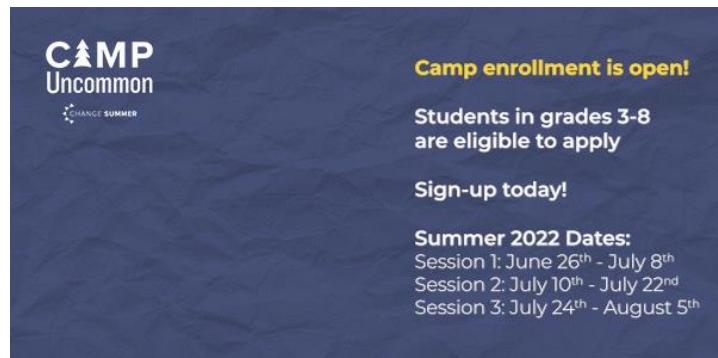 CAMP
Uncommon
CHANGE SUMMER
Camp enrollment is open!
Students in grades 3-8
are eligible to apply
Sign-up today!
Summer 2022 Dates:
Session 1: June 26th - July 8th
Session 2: July 10th - July 22nd
Session 3: July 24th - August 5th